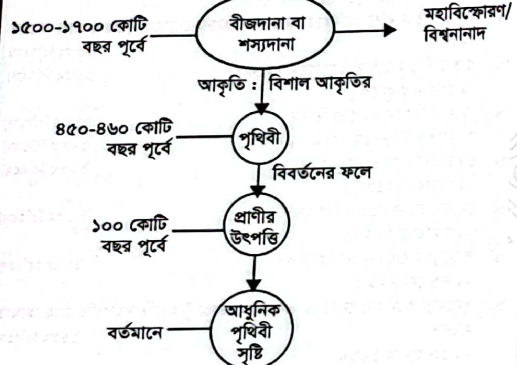 ১৫০০-১৭০০ কোটি
বছর পূর্বে
বীজদানা বা
শস্যদানা
মহাবিস্ফোরণ/
বিশ্বনানাদ
আকৃতি : বিশাল আকৃতির
৪৫০-৪৬০ কোটি
বছর পূর্বে
পৃথিবী
বিবর্তনের ফলে
১০০ কোটি
বছর পূর্বে
প্রাণীর
উৎপত্তি
বর্তমানে
আধুনিক
পৃথিবী
সৃষ্টি